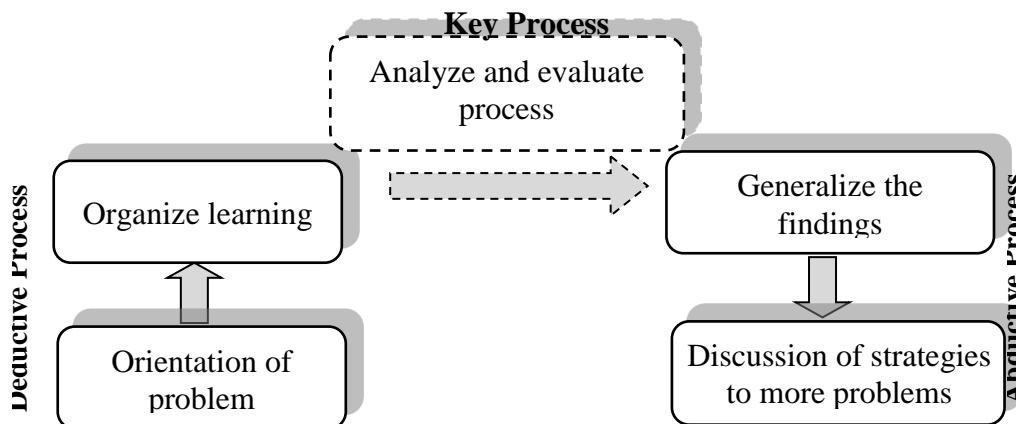 Key Process
Analyze and evaluate
process
Organize learning
Generalize the
findings
Deductive Process
Abductive Process
Orientation of
problem
Discussion of strategies
to more problems